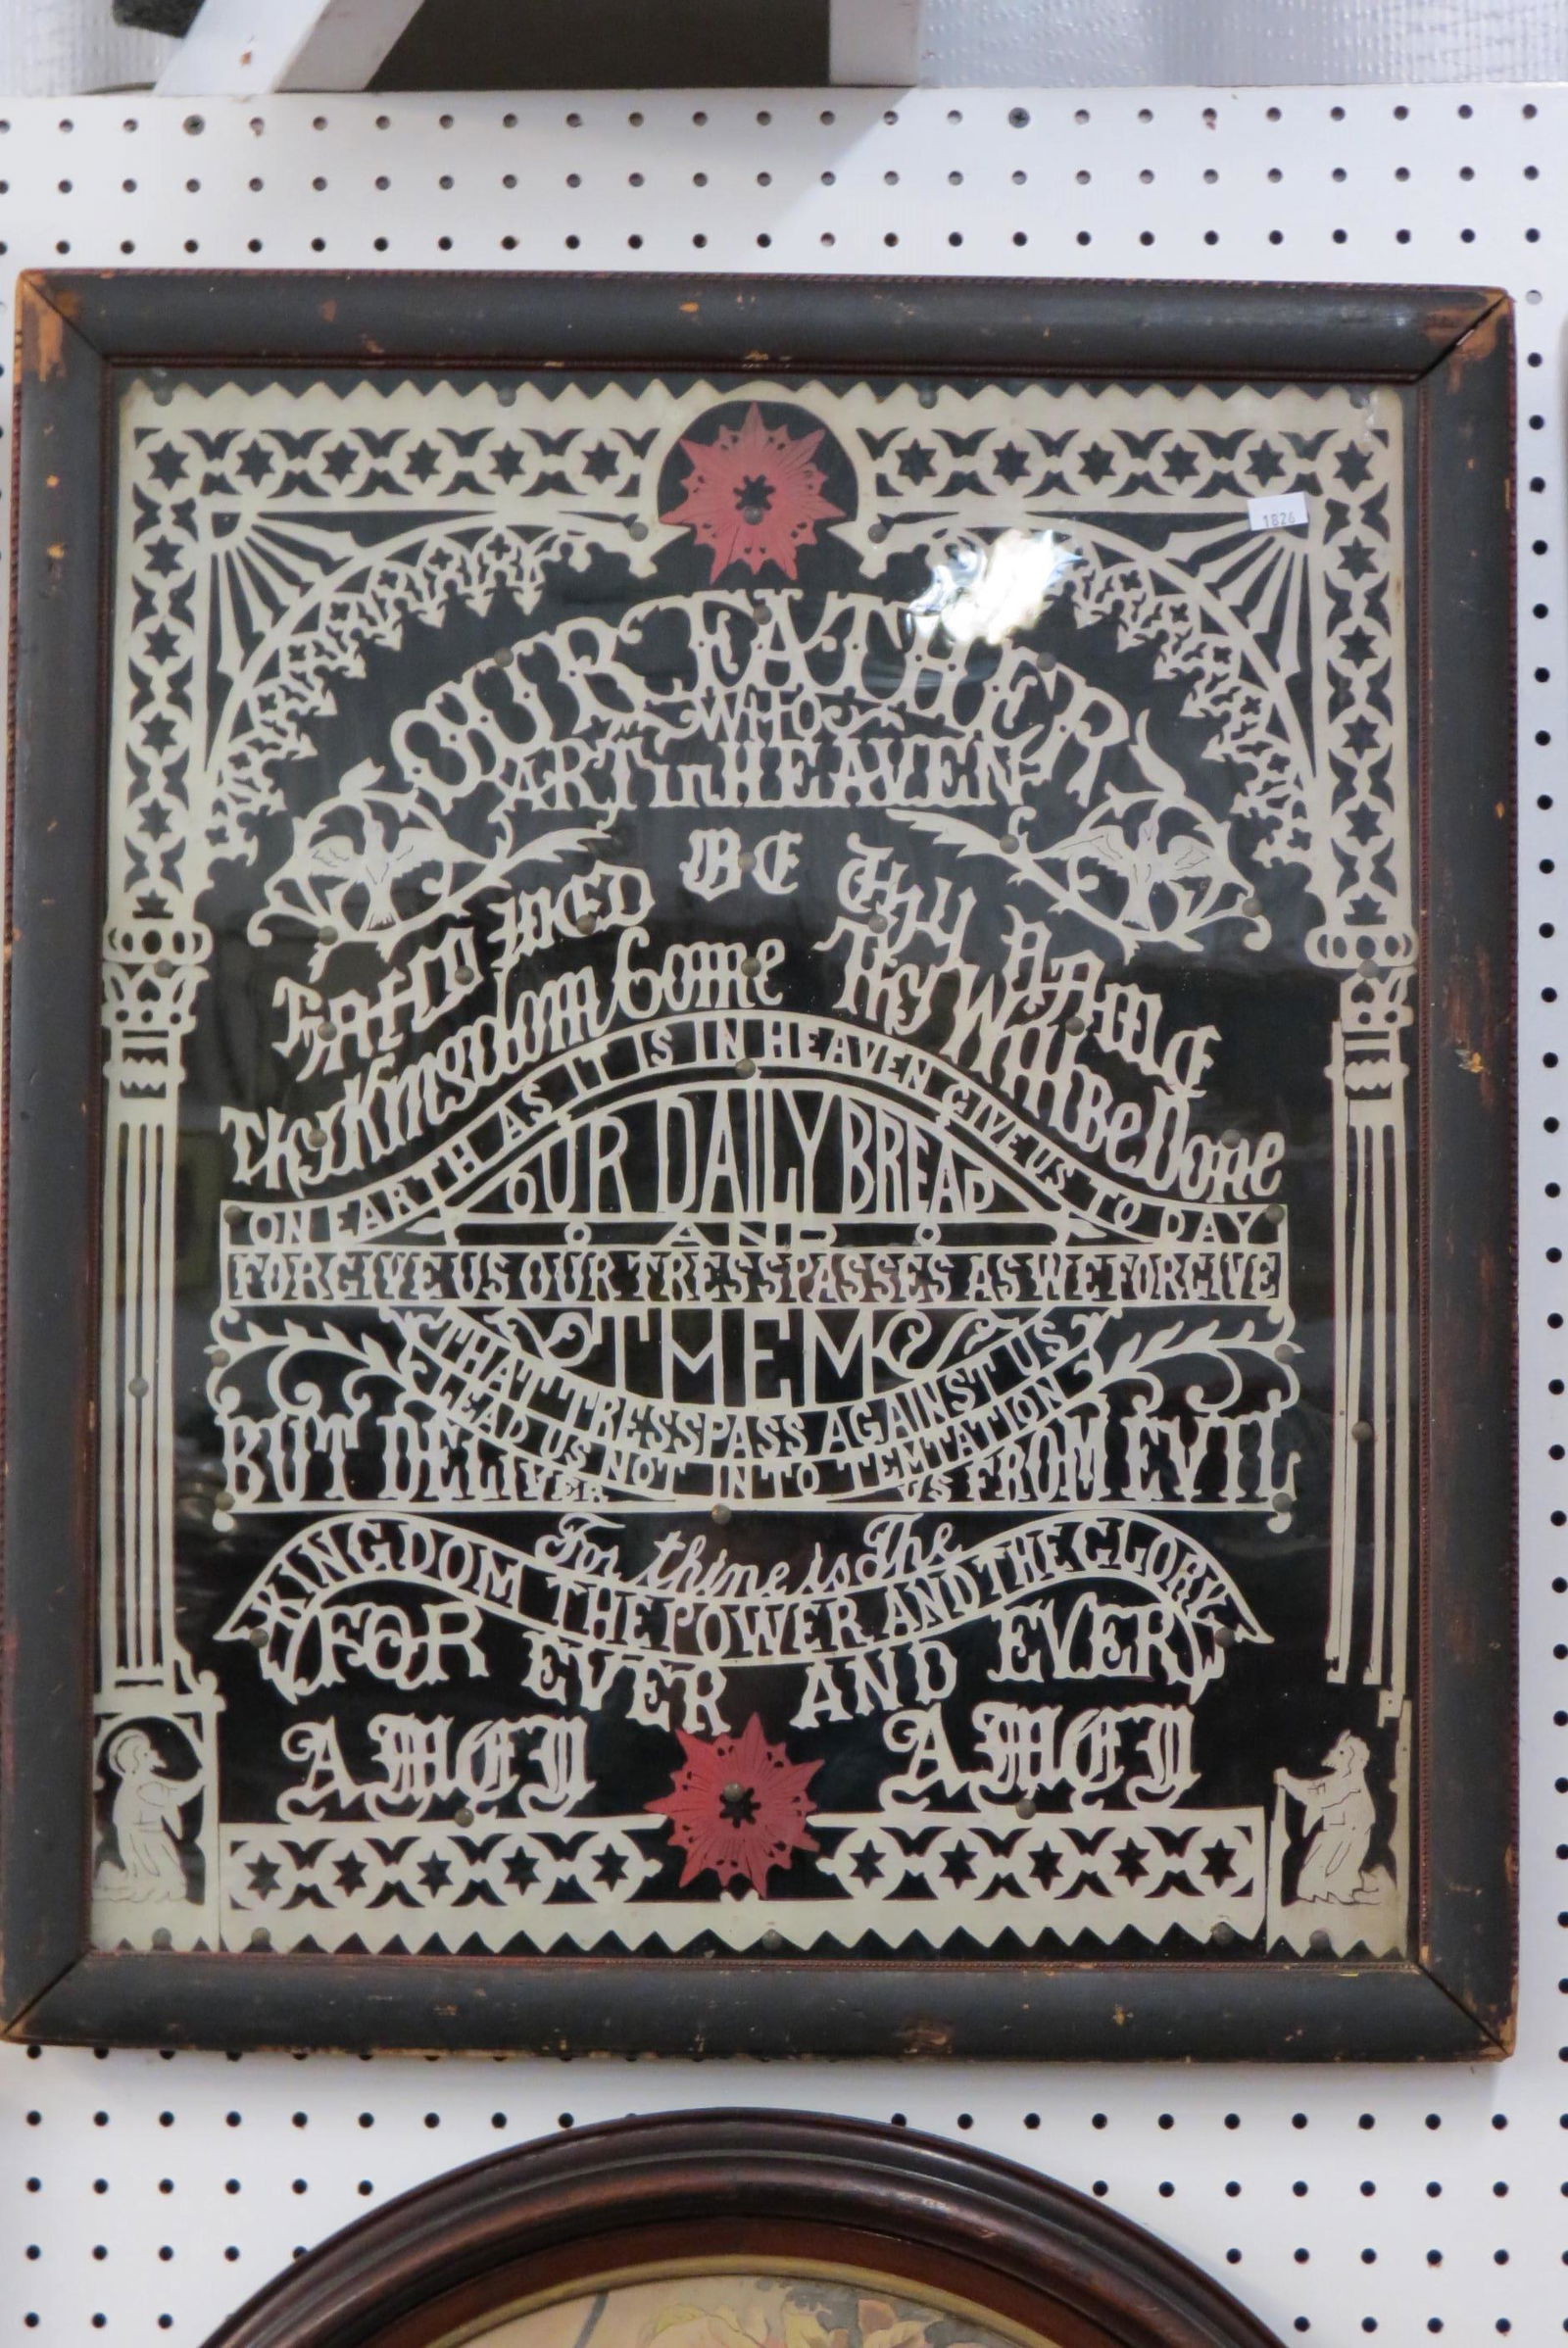 1826
OUR FATHER
WHO
ART in HEAVEN
HALLOWED BE Thy NAME
Thy Kingdom Come Thy Will Be Done
ON EARTH AS IT IS IN HEAVEN GIVE US TO DAY
OUR DAILY BREAD
AND
FORGIVE US OUR TRESSPASSES AS WE FORGIVE
THEM
THAT TRESSPASS AGAINST US
LEAD US NOT INTO TEMTATION
BUT DELIVER US FROM EVIL
For thine is The
KINGDOM THE POWER AND THE GLORY
FOR EVER AND EVER
AMEN AMEN